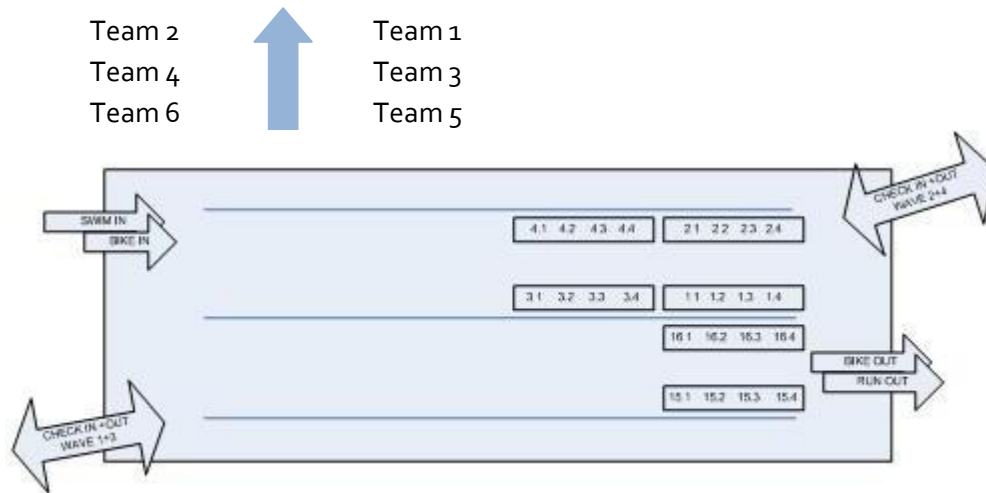 Team 2
Team 1
Team 4
Team 3
Team 6
Team 5
CHECK IN +OUT
WAVE 2+4
SWIM IN
BIKE IN
4.1 4.2 4.3 4.4
2.1 2.2 2.3 2.4
3.1 3.2 3.3 3.4
1.1 1.2 1.3 1.4
16.1 16.2 16.3 16.4
BIKE OUT
RUN OUT
15.1 15.2 15.3 15.4
CHECK IN +OUT
WAVE 1+3